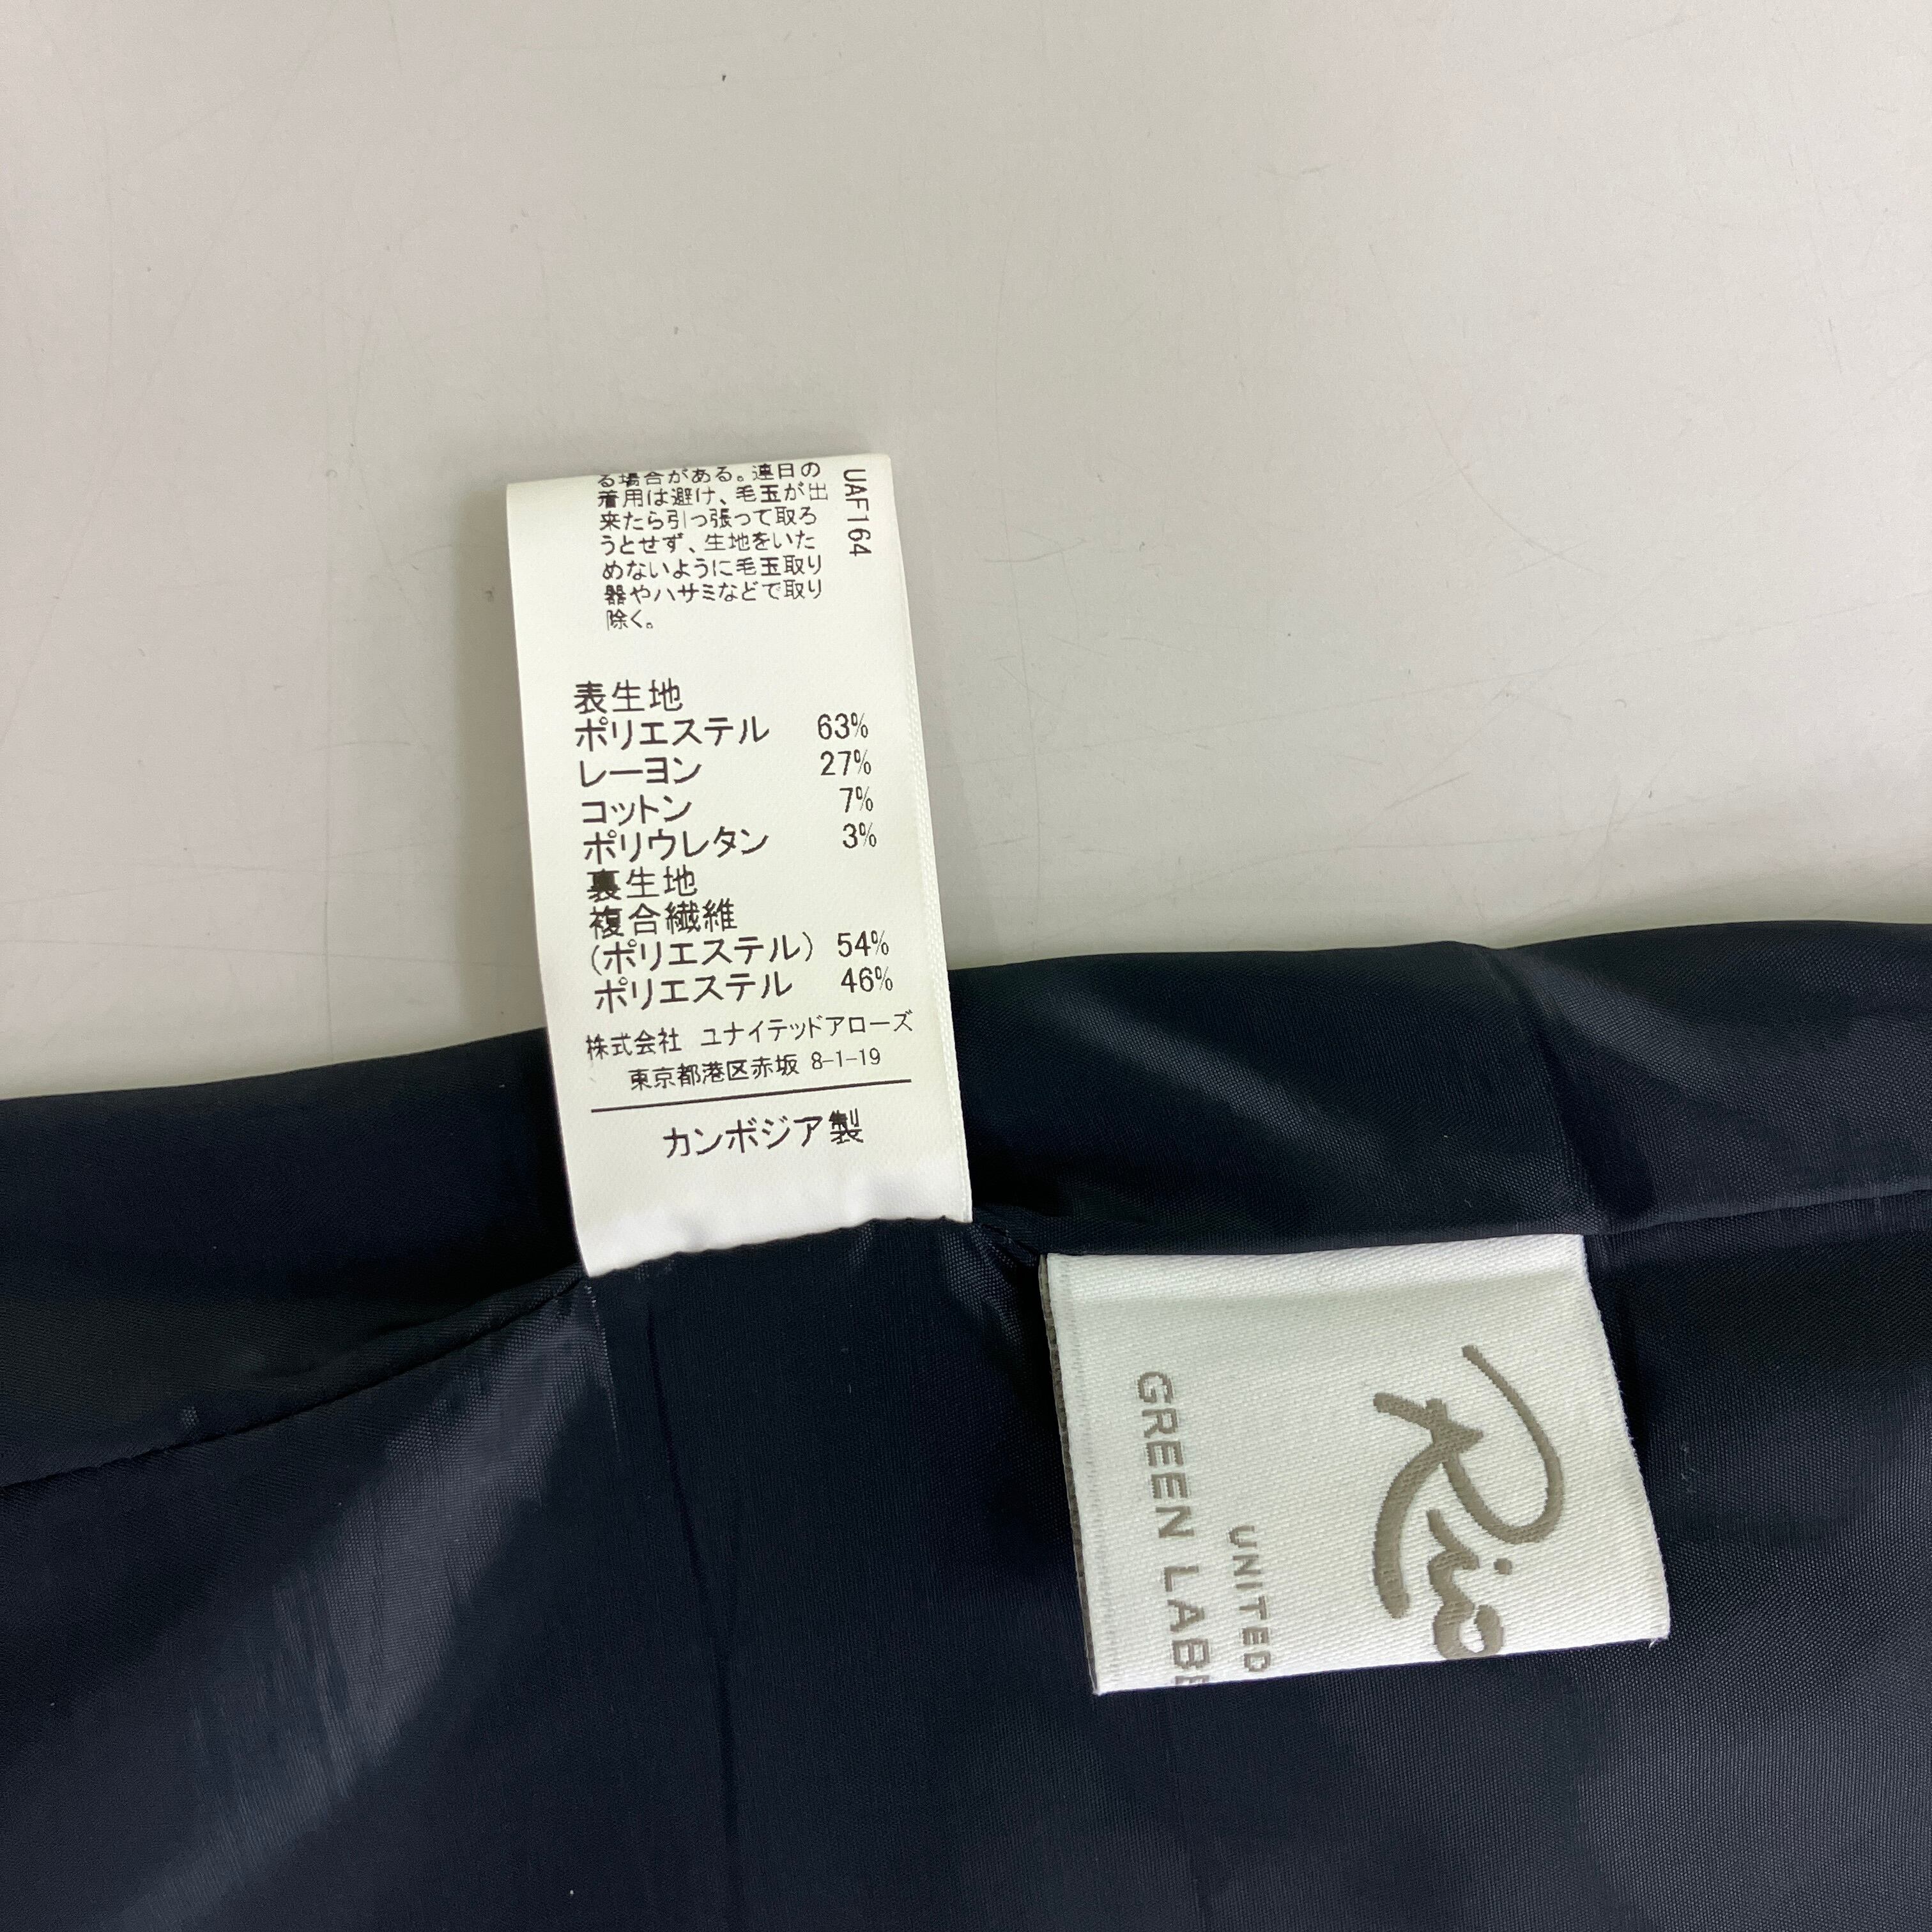 る場合がある。連日の
着用は避け、毛玉が出
来たら引っ張って取ろ
うとせず、生地をいた
めないように毛玉取り
器やハサミなどで取り
除く。
UAF164
表生地
ポリエステル 63%
レーヨン 27%
コットン 7%
ポリウレタン 3%
裏生地
複合繊維
(ポリエステル) 54%
ポリエステル 46%
株式会社 ユナイテッドアローズ
東京都港区赤坂 8-1-19
カンボジア製
Rio
UNITED
GREEN LABE